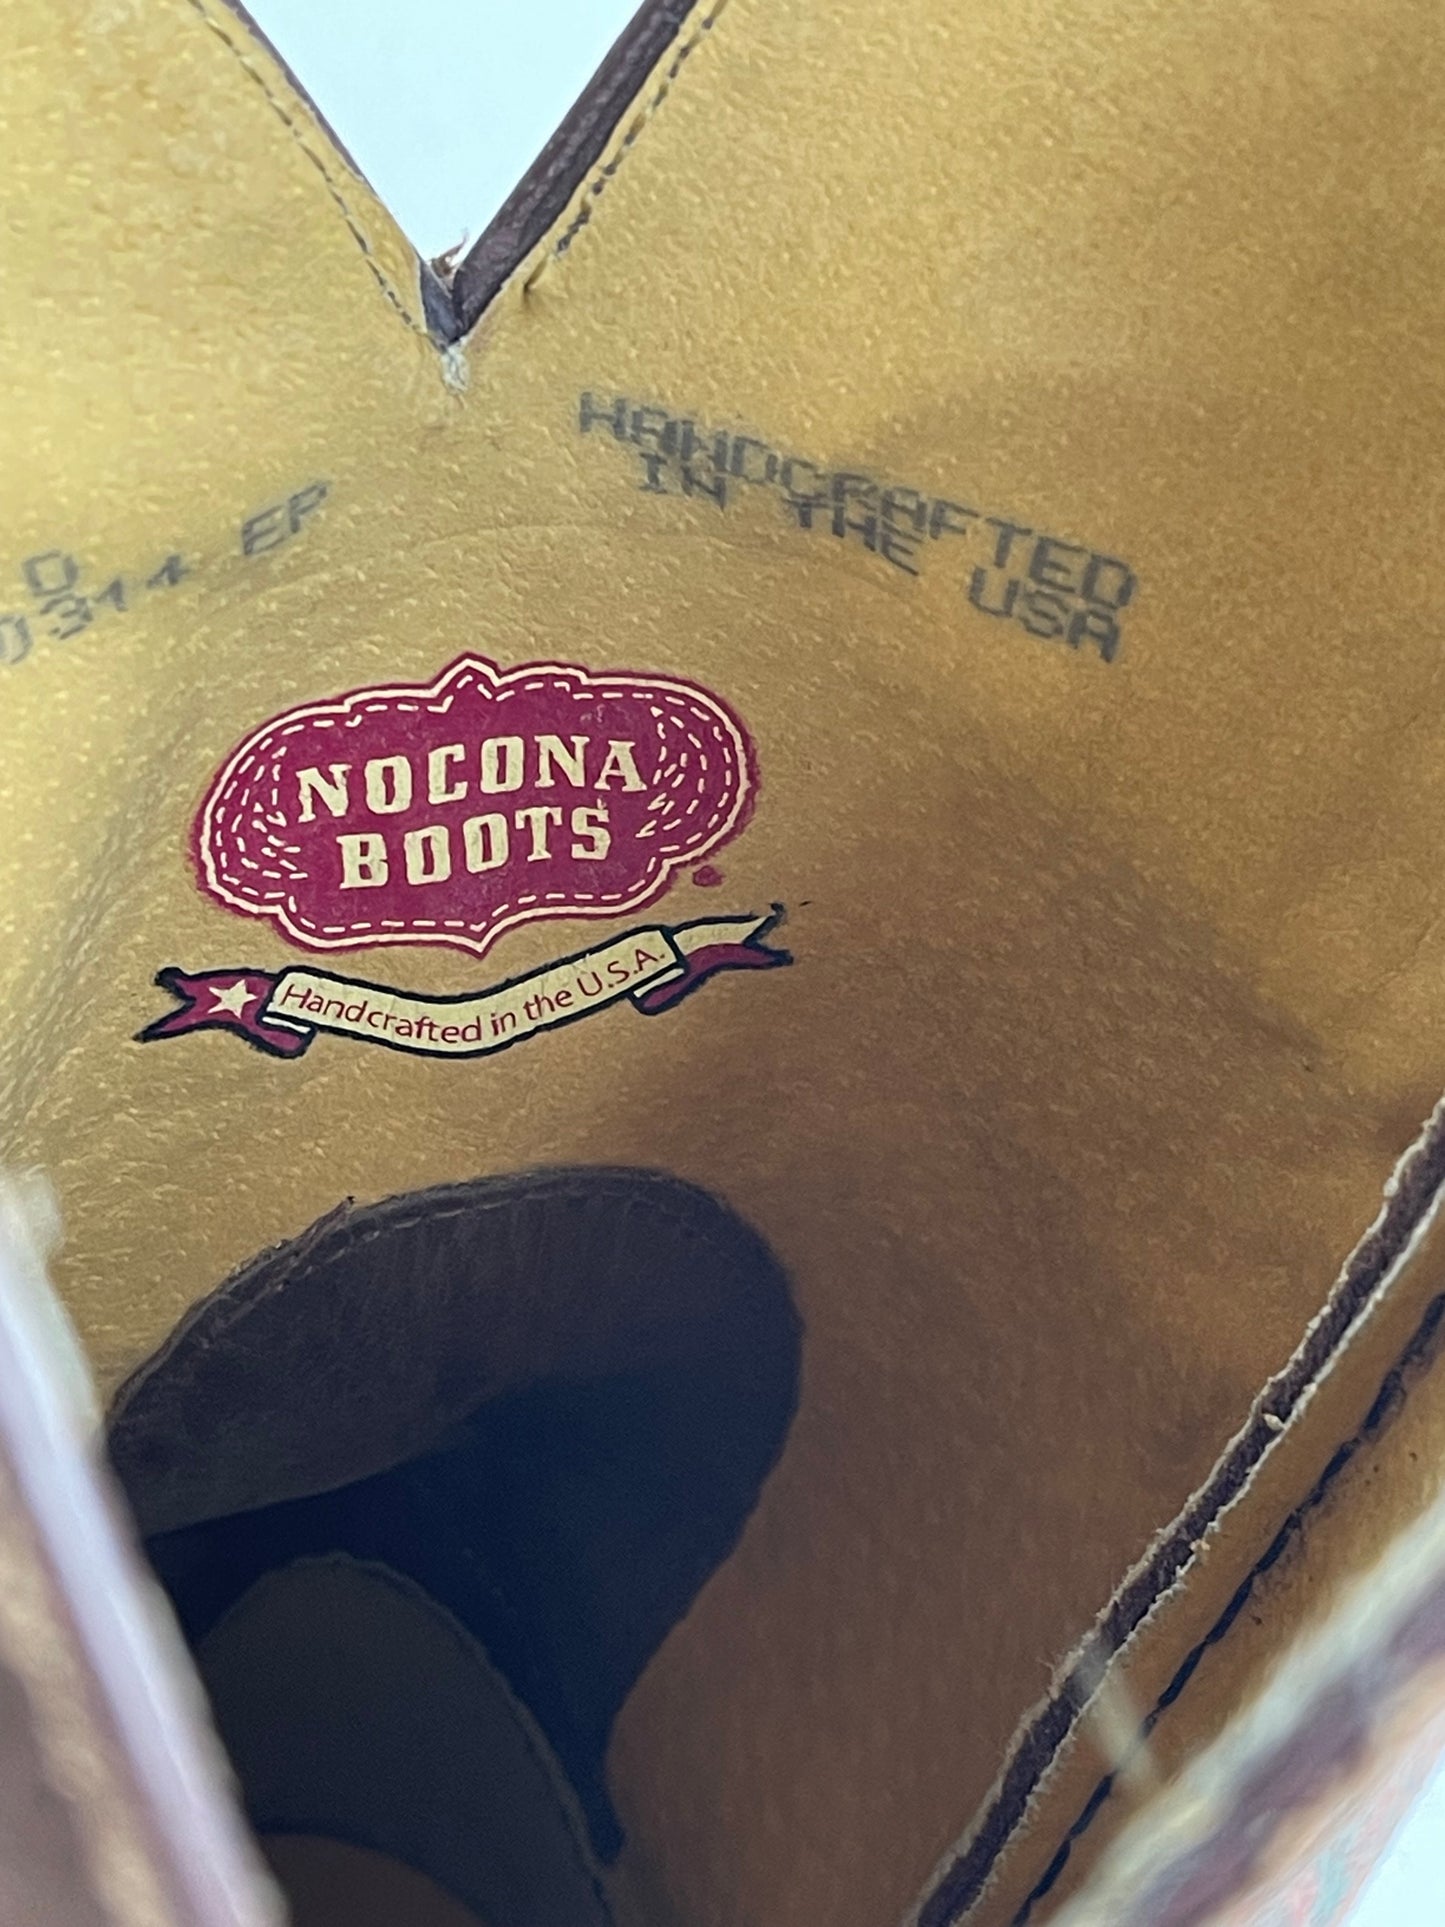 HANDCRAFTED
IN THE USA
D
0314 EP
NOCONA
BOOTS
Handcrafted in the U.S.A.